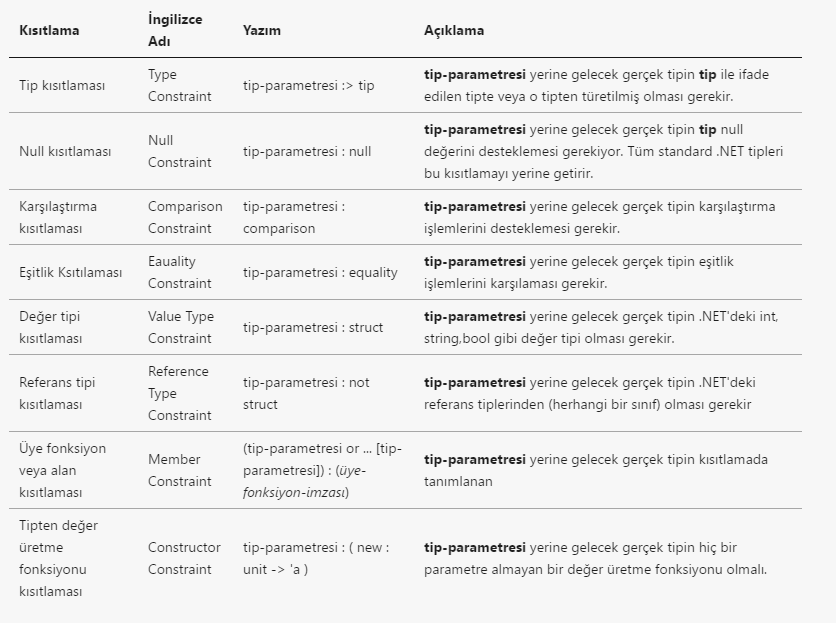 Kısıtlama
İngilizce
Adı
Yazım
Açıklama
Tip kısıtlaması
Type
Constraint
tip-parametresi :> tip
tip-parametresi yerine gelecek gerçek tipin tip ile ifade
edilen tipte veya o tipten türetilmiş olması gerekir.
Null kısıtlaması
Null
Constraint
tip-parametresi : null
tip-parametresi yerine gelecek gerçek tipin tip null
değerini desteklemesi gerekiyor. Tüm standard .NET tipleri
bu kısıtlamayı yerine getirir.
Karşılaştırma
kısıtlaması
Comparison
Constraint
tip-parametresi :
comparison
tip-parametresi yerine gelecek gerçek tipin karşılaştırma
işlemlerini desteklemesi gerekir.
Eşitlik Ksıtılaması
Eauality
Constraint
tip-parametresi : equality
tip-parametresi yerine gelecek gerçek tipin eşitlik
işlemlerini karşılaması gerekir.
Değer tipi
kısıtlaması
Value Type
Constraint
tip-parametresi : struct
tip-parametresi yerine gelecek gerçek tipin .NET'deki int,
string,bool gibi değer tipi olması gerekir.
Referans tipi
kısıtlaması
Reference
Type
Constraint
tip-parametresi : not
struct
tip-parametresi yerine gelecek gerçek tipin .NET'deki
referans tiplerinden (herhangi bir sınıf) olması gerekir
Üye fonksiyon
veya alan
kısıtlaması
Member
Constraint
(tip-parametresi or ... [tip-
parametresi]) : (üye-
fonksiyon-imzası)
tip-parametresi yerine gelecek gerçek tipin kısıtlamada
tanımlanan
Tipten değer
üretme
fonksiyonu
kısıtlaması
Constructor
Constraint
tip-parametresi : ( new :
unit -> 'a )
tip-parametresi yerine gelecek gerçek tipin hiç bir
parametre almayan bir değer üretme fonksiyonu olmalı.